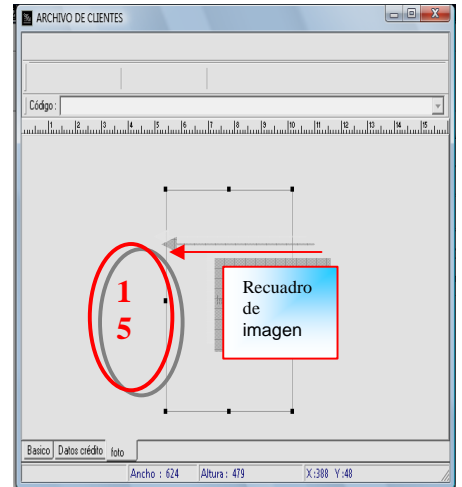 ARCHIVO DE CLIENTES
Código :
1 2 3 4 5 6 7 8 9 10 11 12 13 14 15
1
5
Recuadro
de
imagen
Basico Datos crédito foto
Ancho : 624 Altura : 479 X:388 Y:48